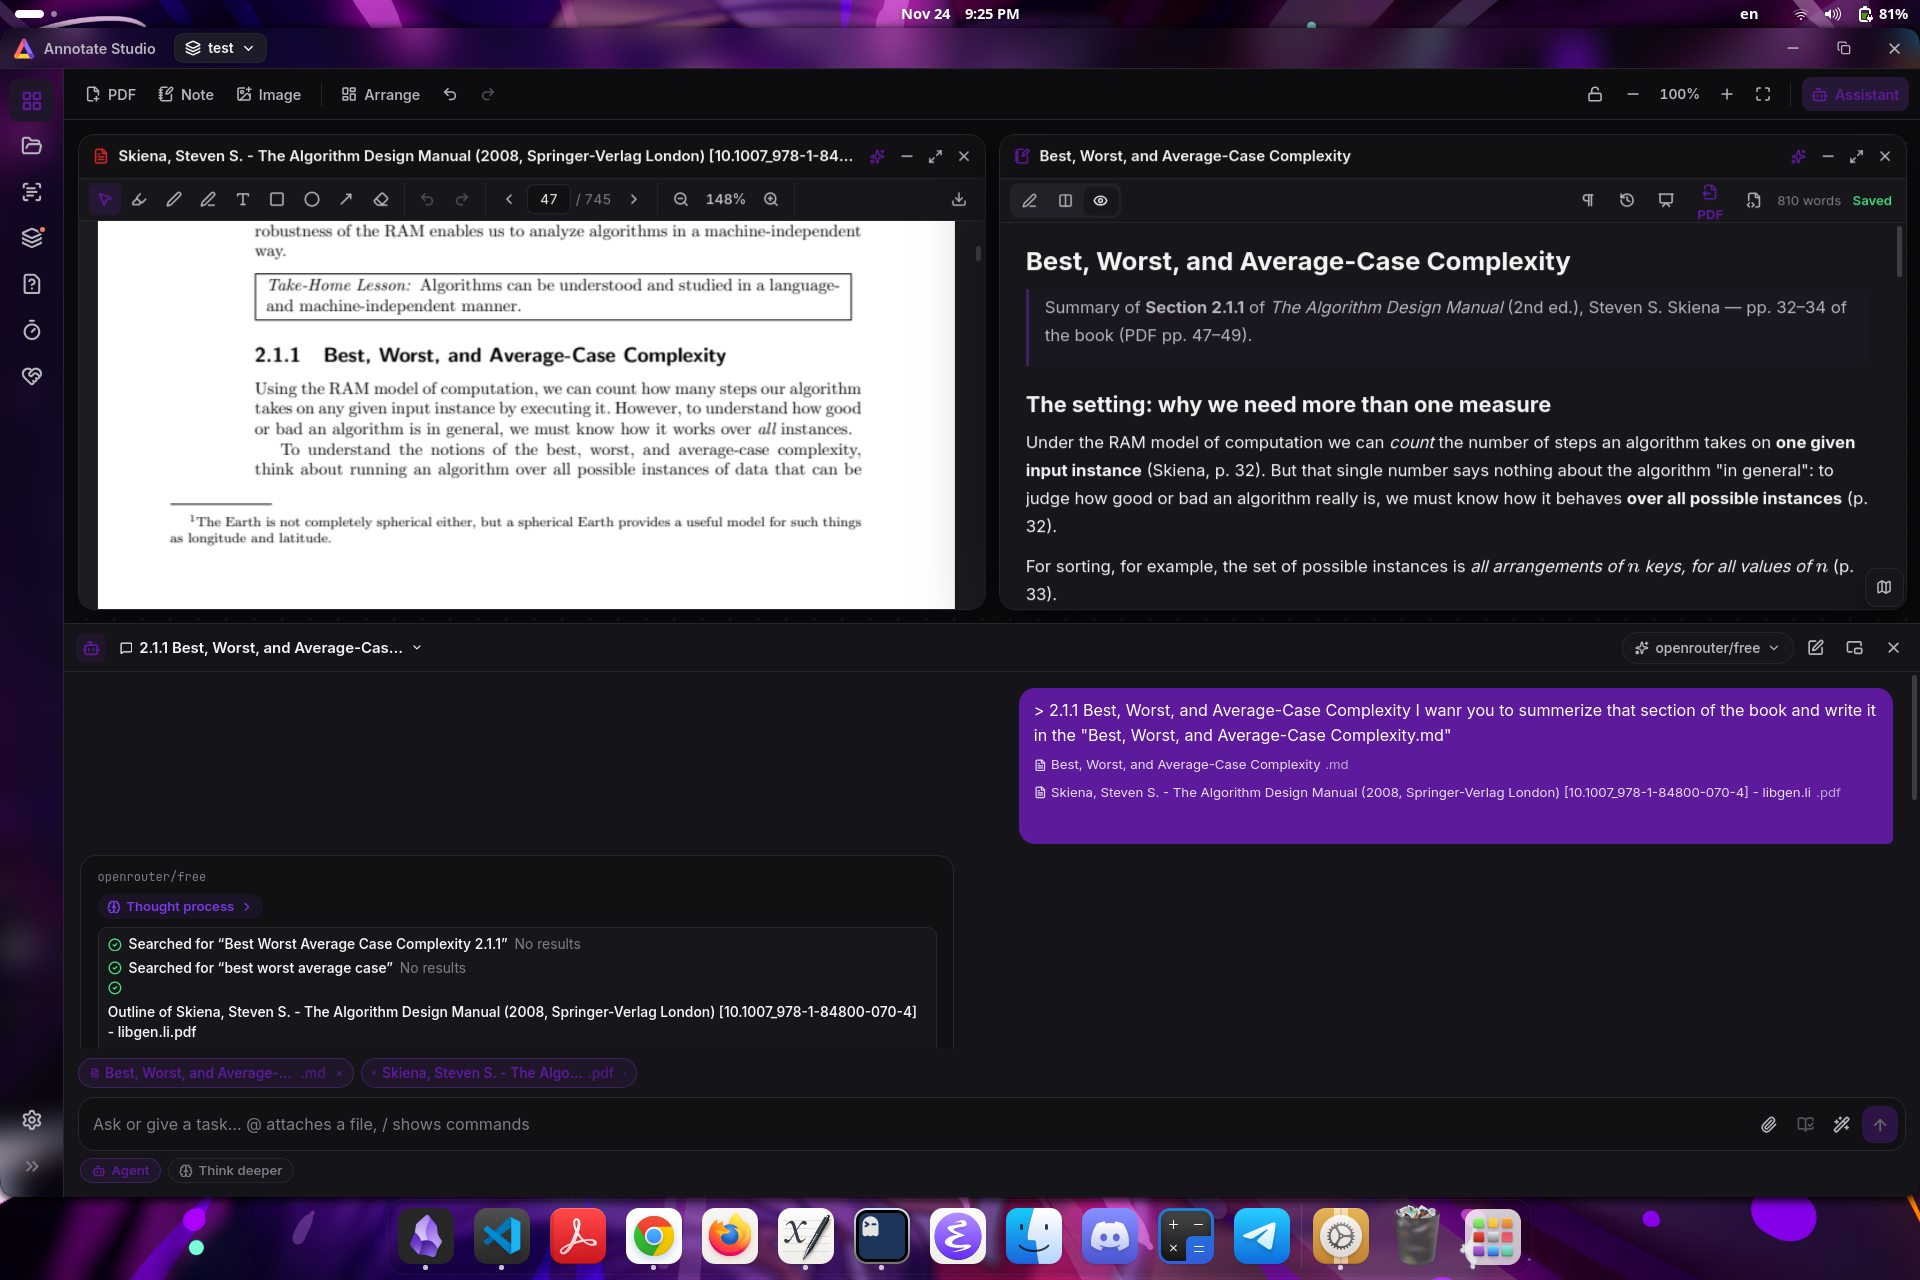 Nov 24 9:25 PM
en
81%
Annotate Studio
test
PDF
Note
Image
Arrange
100%
Assistant
Skiena, Steven S. - The Algorithm Design Manual (2008, Springer-Verlag London) [10.1007_978-1-84...
47 / 745
148%
robustness of the RAM enables us to analyze algorithms in a machine-independent
way.
Take-Home Lesson: Algorithms can be understood and studied in a language-
and machine-independent manner.
2.1.1 Best, Worst, and Average-Case Complexity
Using the RAM model of computation, we can count how many steps our algorithm
takes on any given input instance by executing it. However, to understand how good
or bad an algorithm is in general, we must know how it works over all instances.
To understand the notions of the best, worst, and average-case complexity,
think about running an algorithm over all possible instances of data that can be
1The Earth is not completely spherical either, but a spherical Earth provides a useful model for such things
as longitude and latitude.
Best, Worst, and Average-Case Complexity
PDF
810 words
Saved
Best, Worst, and Average-Case Complexity
Summary of Section 2.1.1 of The Algorithm Design Manual (2nd ed.), Steven S. Skiena — pp. 32–34 of
the book (PDF pp. 47–49).
The setting: why we need more than one measure
Under the RAM model of computation we can count the number of steps an algorithm takes on one given
input instance (Skiena, p. 32). But that single number says nothing about the algorithm "in general": to
judge how good or bad an algorithm really is, we must know how it behaves over all possible instances (p.
32).
For sorting, for example, the set of possible instances is all arrangements of n keys, for all values of n (p.
33).
2.1.1 Best, Worst, and Average-Cas...
openrouter/free
> 2.1.1 Best, Worst, and Average-Case Complexity I wanr you to summerize that section of the book and write it
in the "Best, Worst, and Average-Case Complexity.md"
Best, Worst, and Average-Case Complexity .md
Skiena, Steven S. - The Algorithm Design Manual (2008, Springer-Verlag London) [10.1007_978-1-84800-070-4] - libgen.li .pdf
openrouter/free
Thought process
Searched for “Best Worst Average Case Complexity 2.1.1” No results
Searched for “best worst average case” No results
Outline of Skiena, Steven S. - The Algorithm Design Manual (2008, Springer-Verlag London) [10.1007_978-1-84800-070-4]
- libgen.li.pdf
Best, Worst, and Average-... .md ×
Skiena, Steven S. - The Algo... .pdf
Ask or give a task... @ attaches a file, / shows commands
Agent
Think deeper